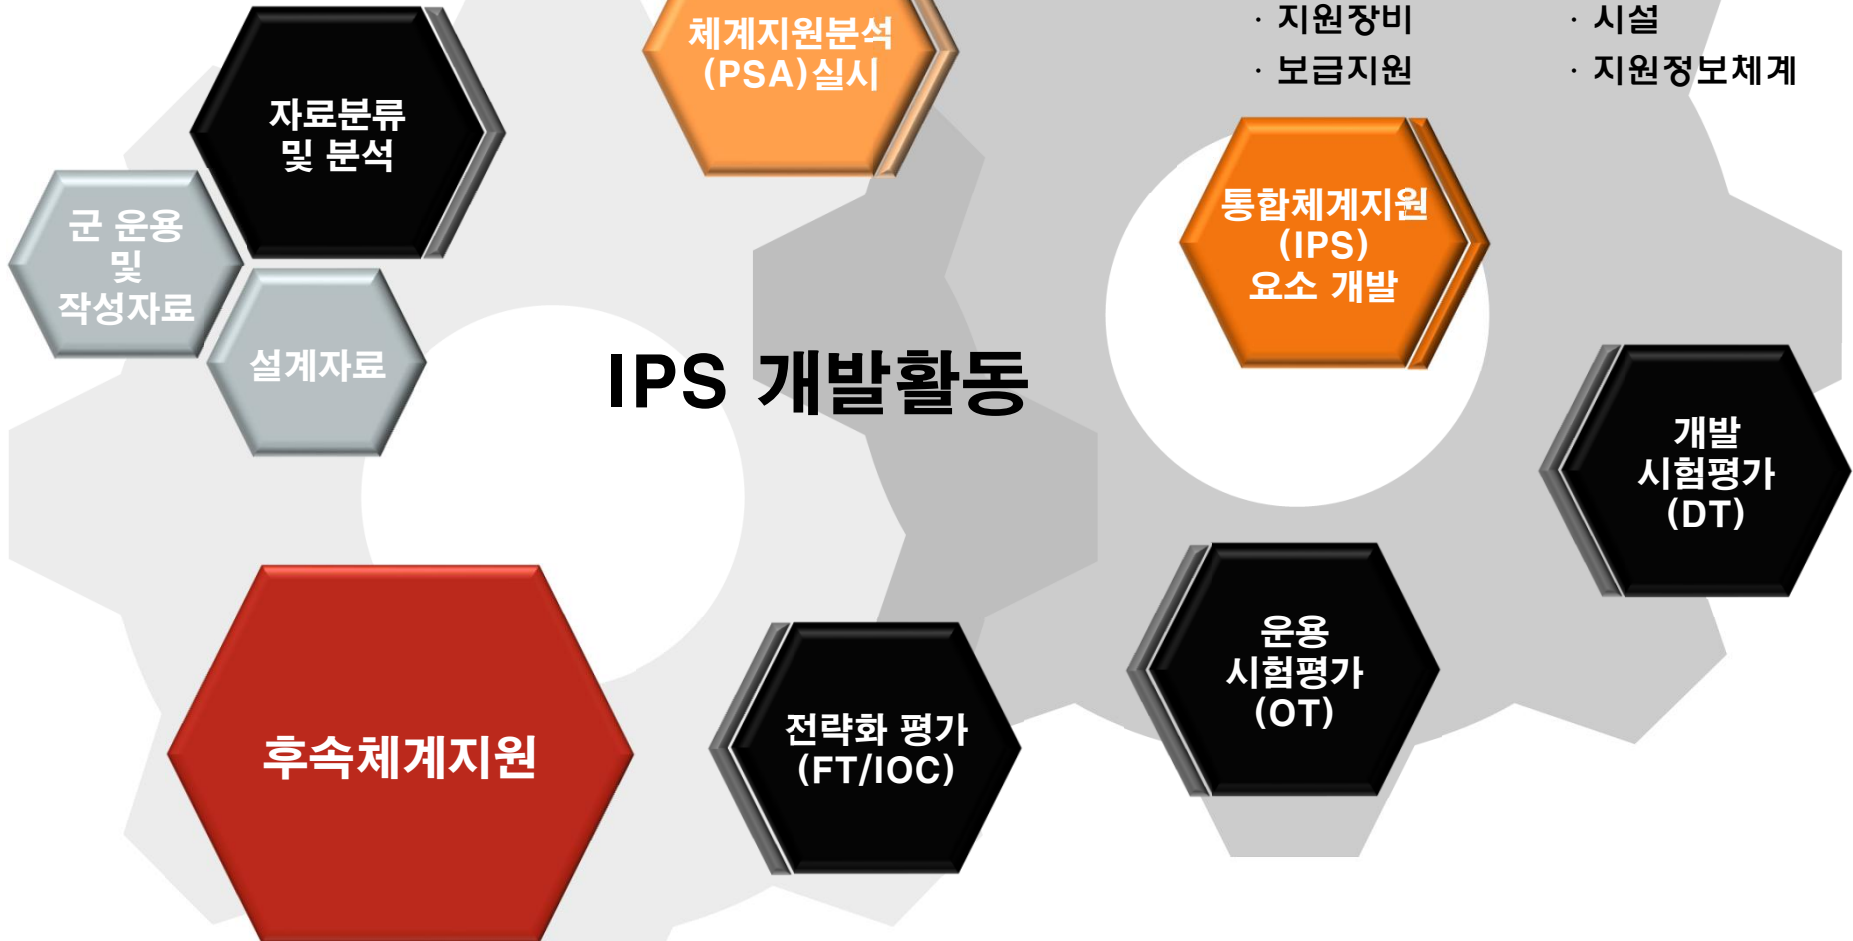 · 지원장비
· 시설
· 보급지원
· 지원정보체계
체계지원분석
(PSA)실시
자료분류
및 분석
군 운용
및
작성자료
설계자료
통합체계지원
(IPS)
요소 개발
IPS 개발활동
개발
시험평가
(DT)
운용
시험평가
(OT)
전략화 평가
(FT/IOC)
후속체계지원